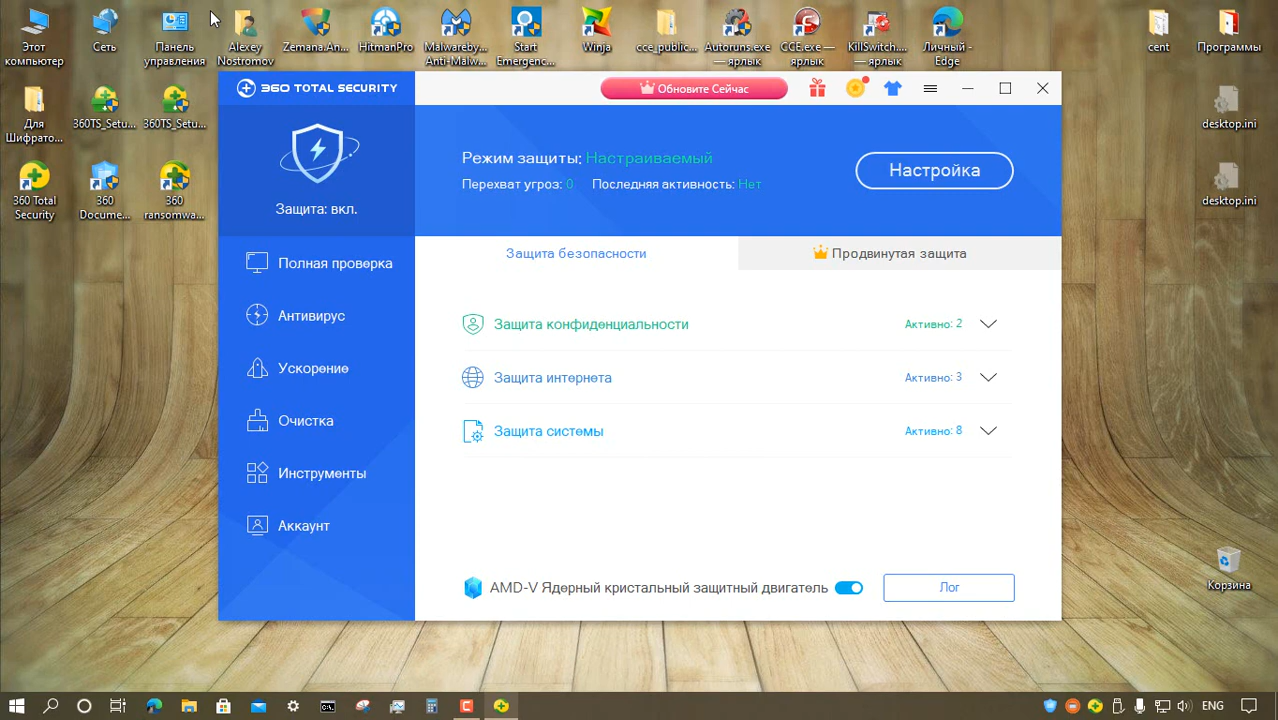 Этот компьютер
Сеть
Панель управления
Alexey Nostromov
Zemana.An...
HitmanPro
Malwareby... Anti-Malw...
Start Emergenc...
Winja
cce_public...
Autoruns.exe — ярлык
CCE.exe — ярлык
KillSwitch.... — ярлык
Личный - Edge
cent
Программы
Для Шифрато...
360TS_Setu...
360TS_Setu...
desktop.ini
360 Total Security
360 Docume...
360 ransomwa...
desktop.ini
Корзина
360 TOTAL SECURITY
Обновите Сейчас
Защита: вкл.
Режим защиты: Настраиваемый
Перехват угроз: 0 Последняя активность: Нет
Настройка
Полная проверка
Антивирус
Ускорение
Очистка
Инструменты
Аккаунт
Защита безопасности
Продвинутая защита
Защита конфиденциальности Активно: 2
Защита интернета Активно: 3
Защита системы Активно: 8
AMD-V Ядерный кристальный защитный двигатель
Лог
ENG